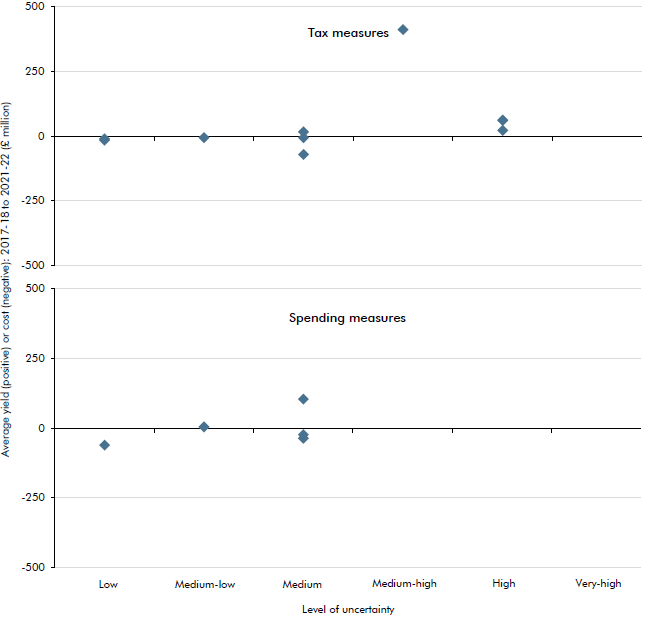 500
Tax measures
250
0
-250
-500
Average yield (positive) or cost (negative): 2017-18 to 2021-22 (£ million)
500
Spending measures
250
0
-250
-500
Low Medium-low Medium Medium-high High Very-high
Level of uncertainty